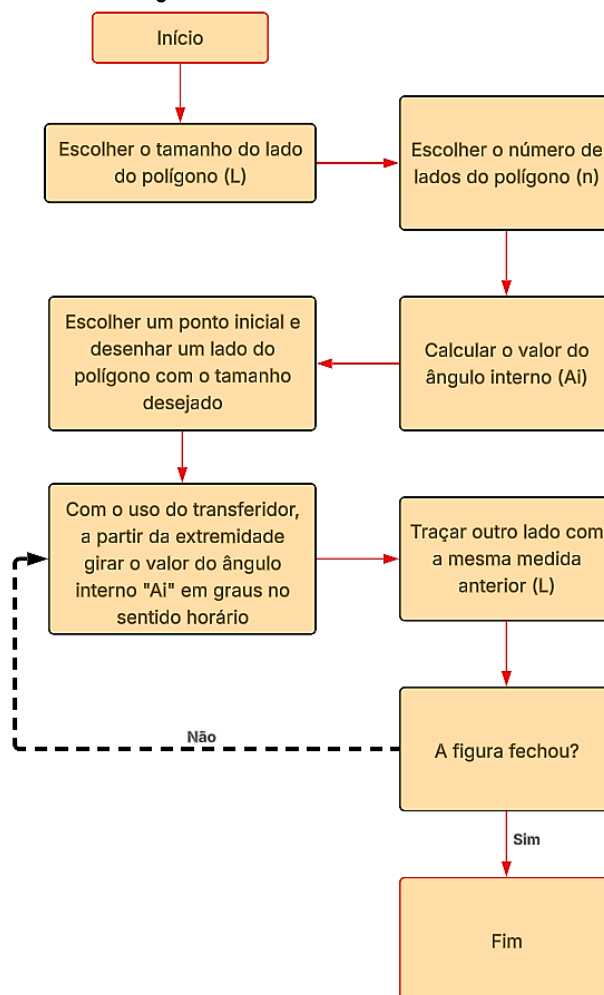 Início
Escolher o tamanho do lado
do polígono (L)
Escolher o número de
lados do polígono (n)
Calcular o valor do
ângulo interno (Ai)
Escolher um ponto inicial e
desenhar um lado do
polígono com o tamanho
desejado
Com o uso do transferidor,
a partir da extremidade
girar o valor do ângulo
interno "Ai" em graus no
sentido horário
Traçar outro lado com
a mesma medida
anterior (L)
A figura fechou?
Não
Sim
Fim